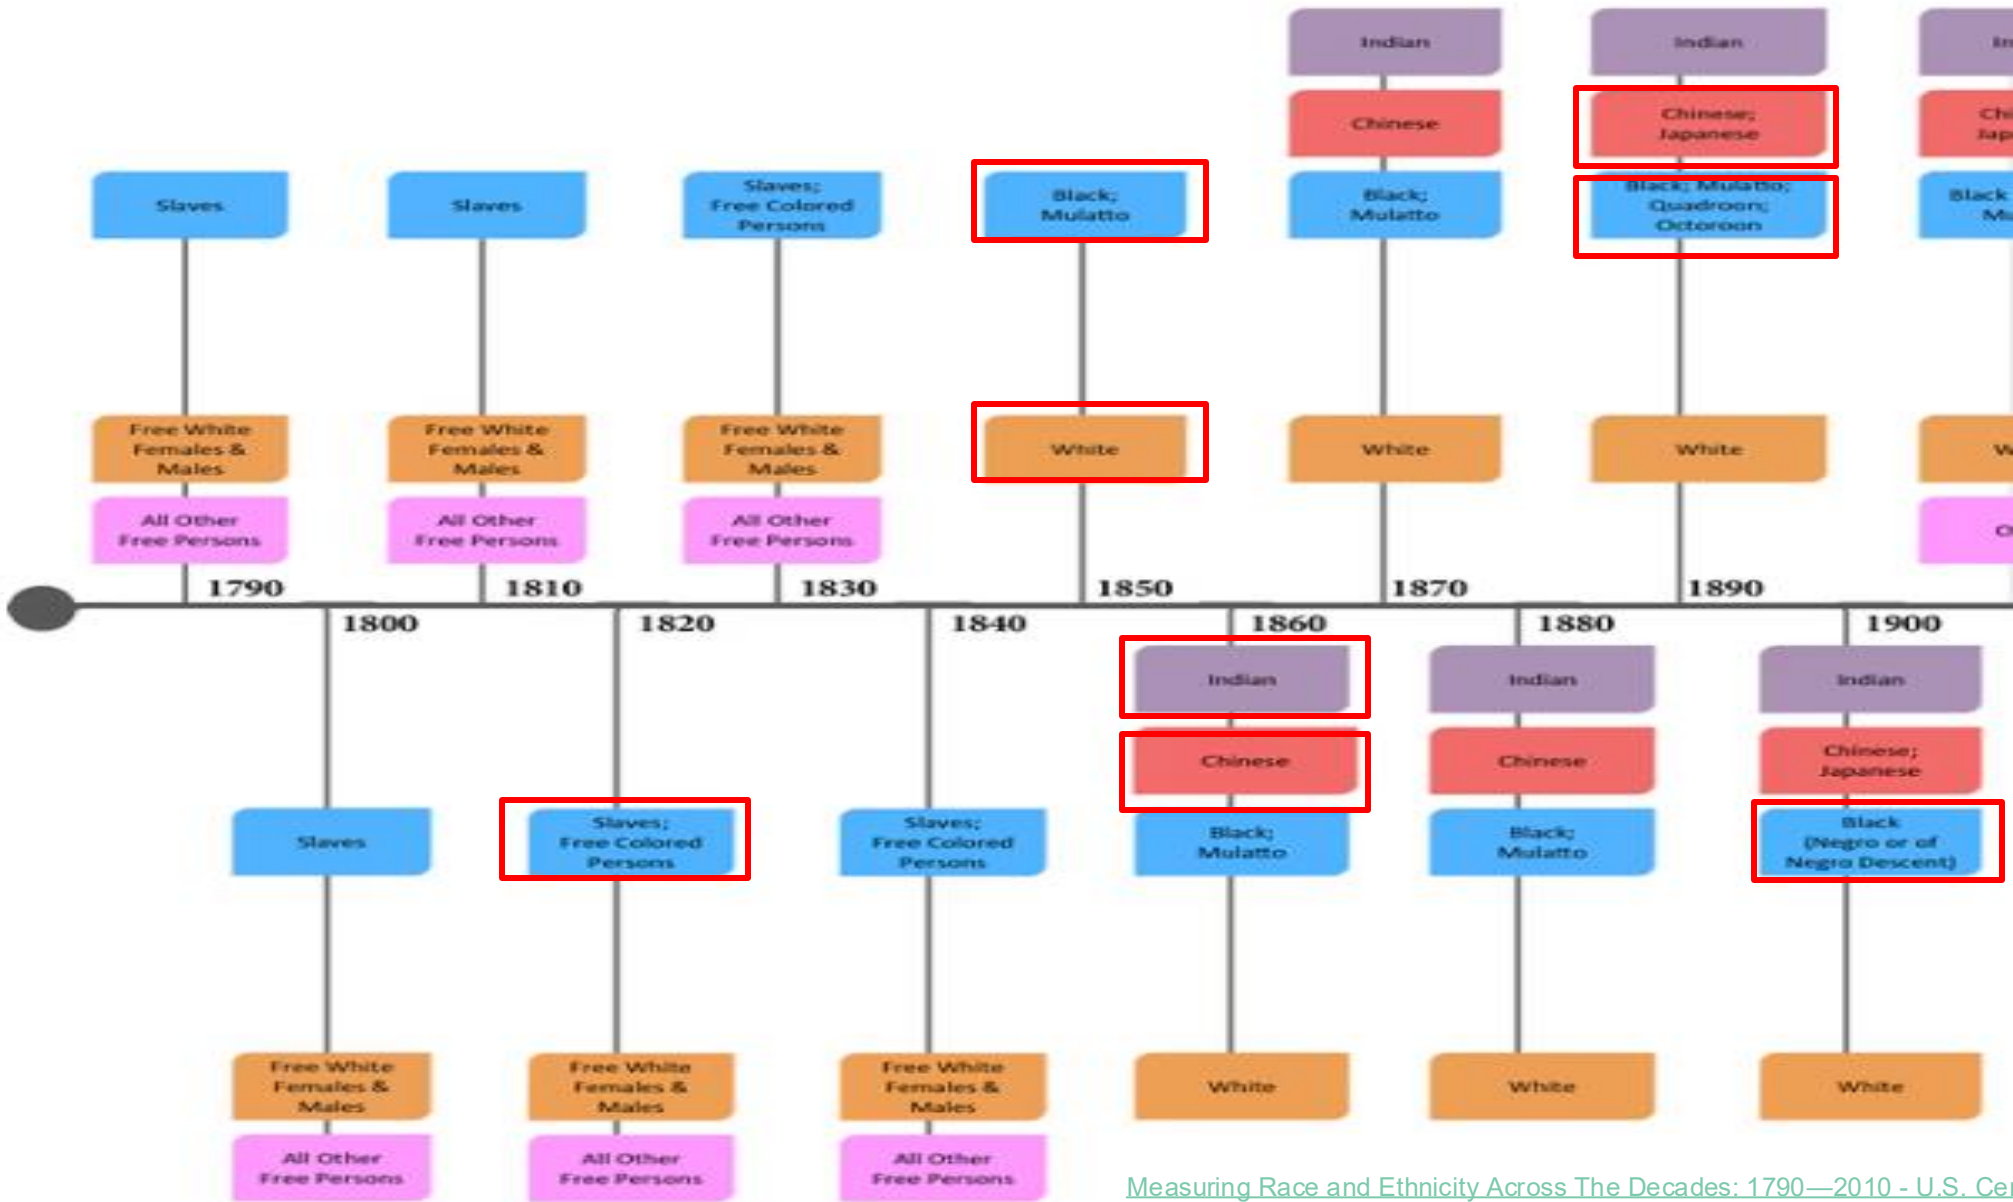 Indian
Chinese
Black;
Mulatto
White
Indian
Chinese;
Japanese
Black; Mulatto;
Quadroon;
Octoroon
White
Black
Slaves
Free White
Females &
Males
All Other
Free Persons
1790
Slaves
Free White
Females &
Males
All Other
Free Persons
1810
Slaves;
Free Colored
Persons
Free White
Females &
Males
All Other
Free Persons
1830
Black;
Mulatto
White
1850
1870
1890
1800
Slaves
Free White
Females &
Males
All Other
Free Persons
1820
Slaves;
Free Colored
Persons
Free White
Females &
Males
All Other
Free Persons
1840
Slaves;
Free Colored
Persons
Free White
Females &
Males
All Other
Free Persons
1860
Indian
Chinese
Black;
Mulatto
White
1880
Indian
Chinese
Black;
Mulatto
White
1900
Indian
Chinese;
Japanese
Black
(Negro or of
Negro Descent)
White
Measuring Race and Ethnicity Across The Decades: 1790—2010 - U.S.